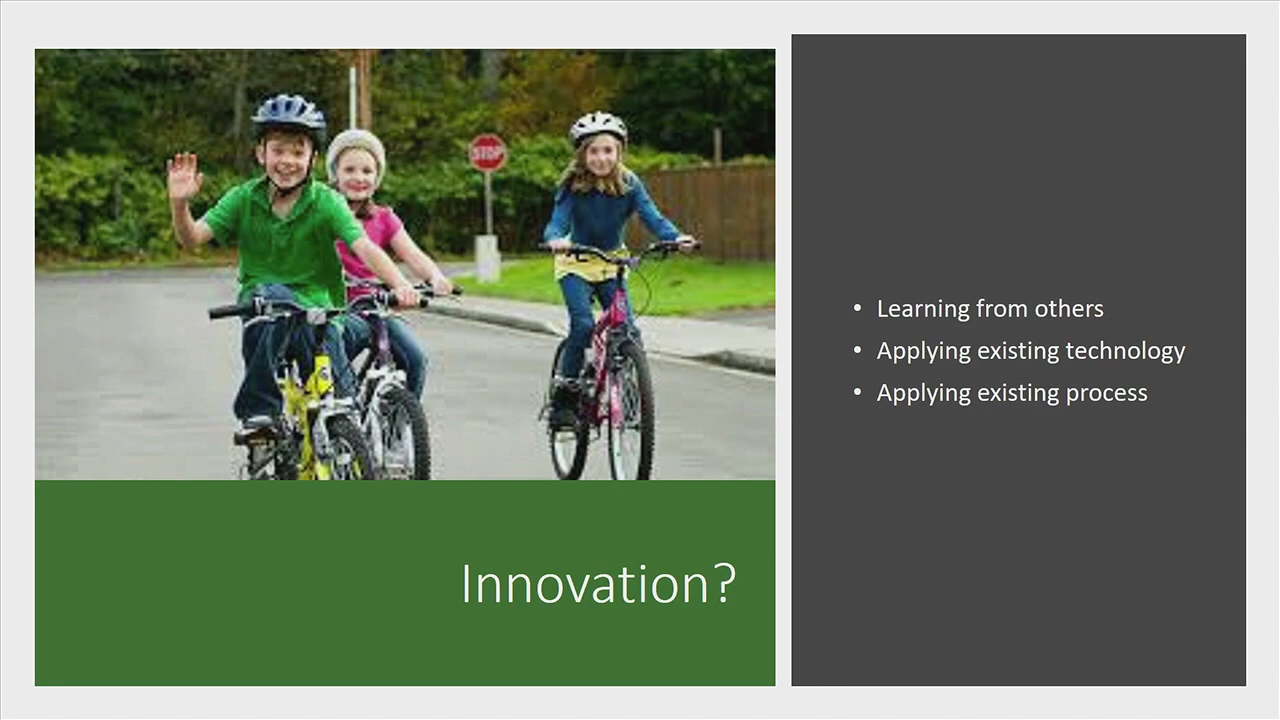 STOP
Innovation?
• Learning from others
• Applying existing technology
• Applying existing process